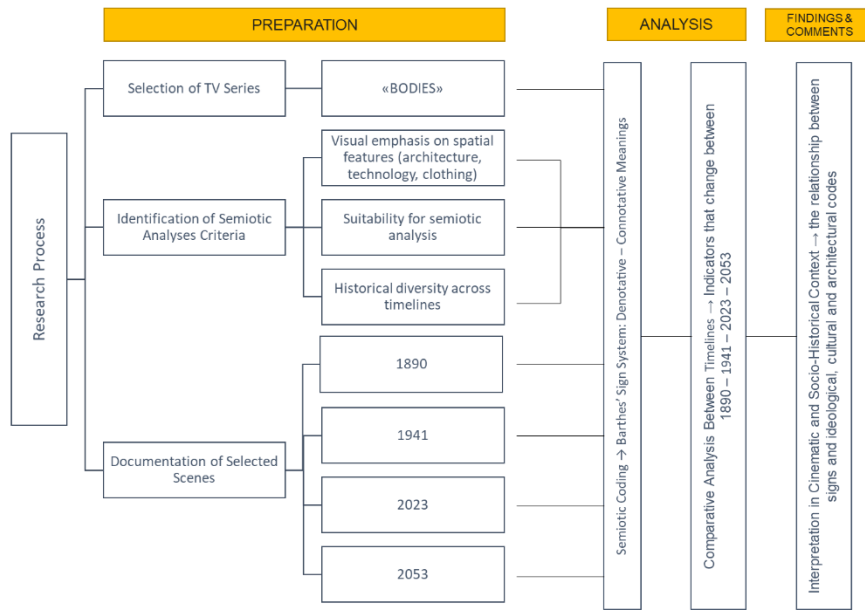 PREPARATION
ANALYSIS
FINDINGS &
COMMENTS
Research Process
Selection of TV Series
«BODIES»
Identification of Semiotic Analyses Criteria
Visual emphasis on spatial
features (architecture,
technology, clothing)
Suitability for semiotic
analysis
Historical diversity across
timelines
Documentation of Selected
Scenes
1890
1941
2023
2053
Semiotic Coding → Barthes' Sign System: Denotative – Connotative Meanings
Comparative Analysis Between Timelines → Indicators that change between
1890 – 1941 – 2023 – 2053
Interpretation in Cinematic and Socio-Historical Context → the relationship between
signs and ideological, cultural and architectural codes